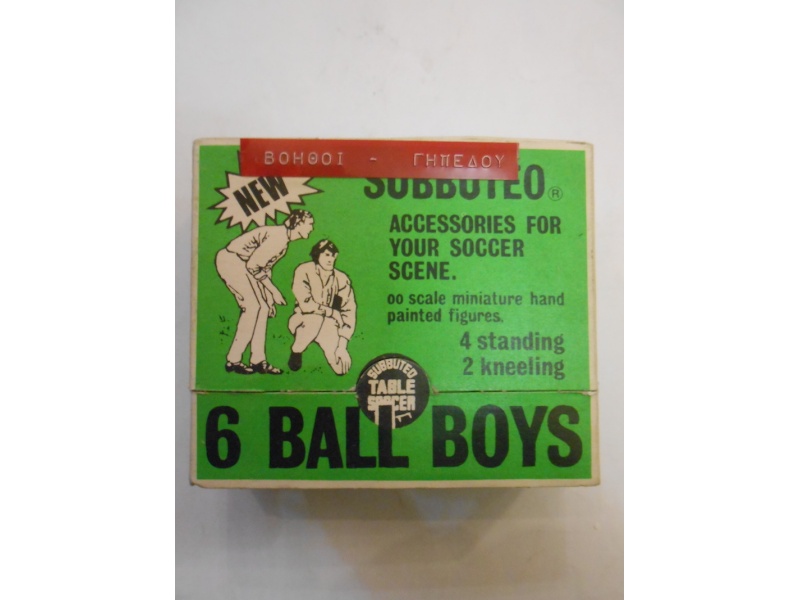 ΒΟΗΘΟΙ - ΓΗΠΕΔΟΥ
NEW
SUBBUTEO ®
ACCESSORIES FOR
YOUR SOCCER
SCENE.
oo scale miniature hand
painted figures.
4 standing
2 kneeling
SUBBUTEO
TABLE
SOCCER
6 BALL BOYS